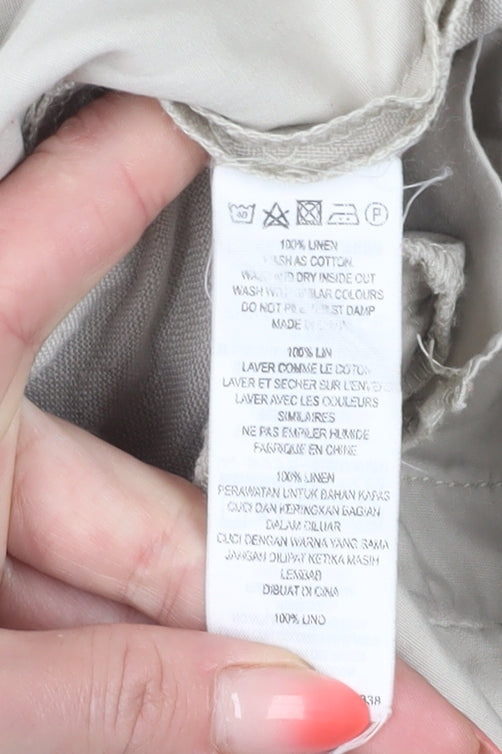 40 P
100% LINEN
WASH AS COTTON.
WASH AND DRY INSIDE OUT
WASH WITH SIMILAR COLOURS
DO NOT PILE WHILST DAMP
MADE IN
100% LIN
LAVER COMME LE COTON
LAVER ET SECHER SUR L'ENVERS
LAVER AVEC LES COULEURS
SIMILAIRES
NE PAS EMPILER HUMIDE
FABRIQUE EN CHINE
100% LINEN
PERAWATAN UNTUK BAHAN KAPAS
CUCI DAN KERINGKAN BAGIAN
DALAM DILUAR
CUCI DENGAN WARNA YANG SAMA
JANGAN DILIPAT KETIKA MASIH
LEMBAB
DIBUAT DI CINA
100% LINO
938